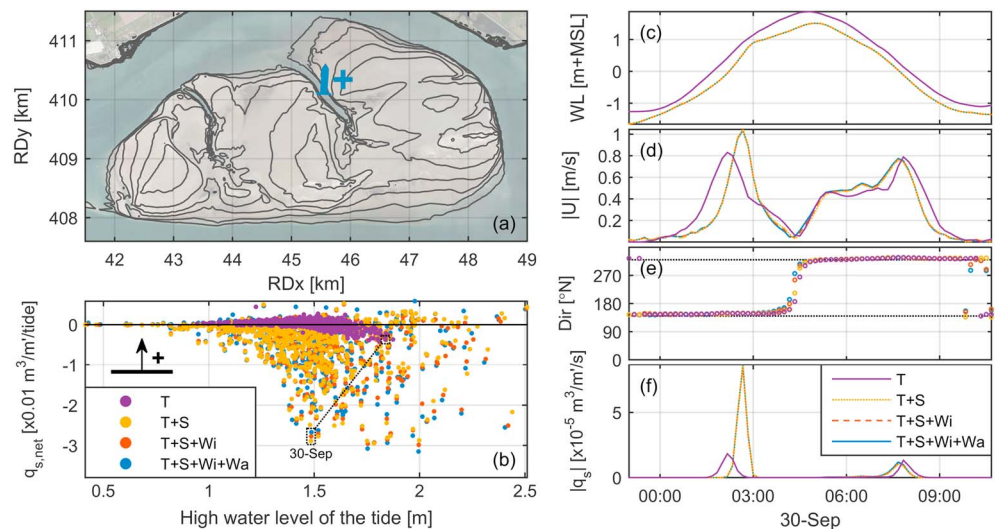 411
410
409
408
RDy [km]
42 43 44 45 46 47 48 49
RDx [km]
+
(a)
0
-1
-2
-3
q s,net [x0.01 m³/m'/tide]
+
T
T+S
T+S+Wi
T+S+Wi+Wa
30-Sep
(b)
0.5 1 1.5 2 2.5
High water level of the tide [m]
(c)
1
0
-1
WL [m+MSL]
(d)
1
0.8
0.6
0.4
0.2
|U| [m/s]
(e)
270
180
90
0
Dir [°N]
(f)
5
0
|q s| [x10⁻⁵ m³/m'/s]
T
T+S
T+S+Wi
T+S+Wi+Wa
00:00 03:00 06:00 09:00
30-Sep